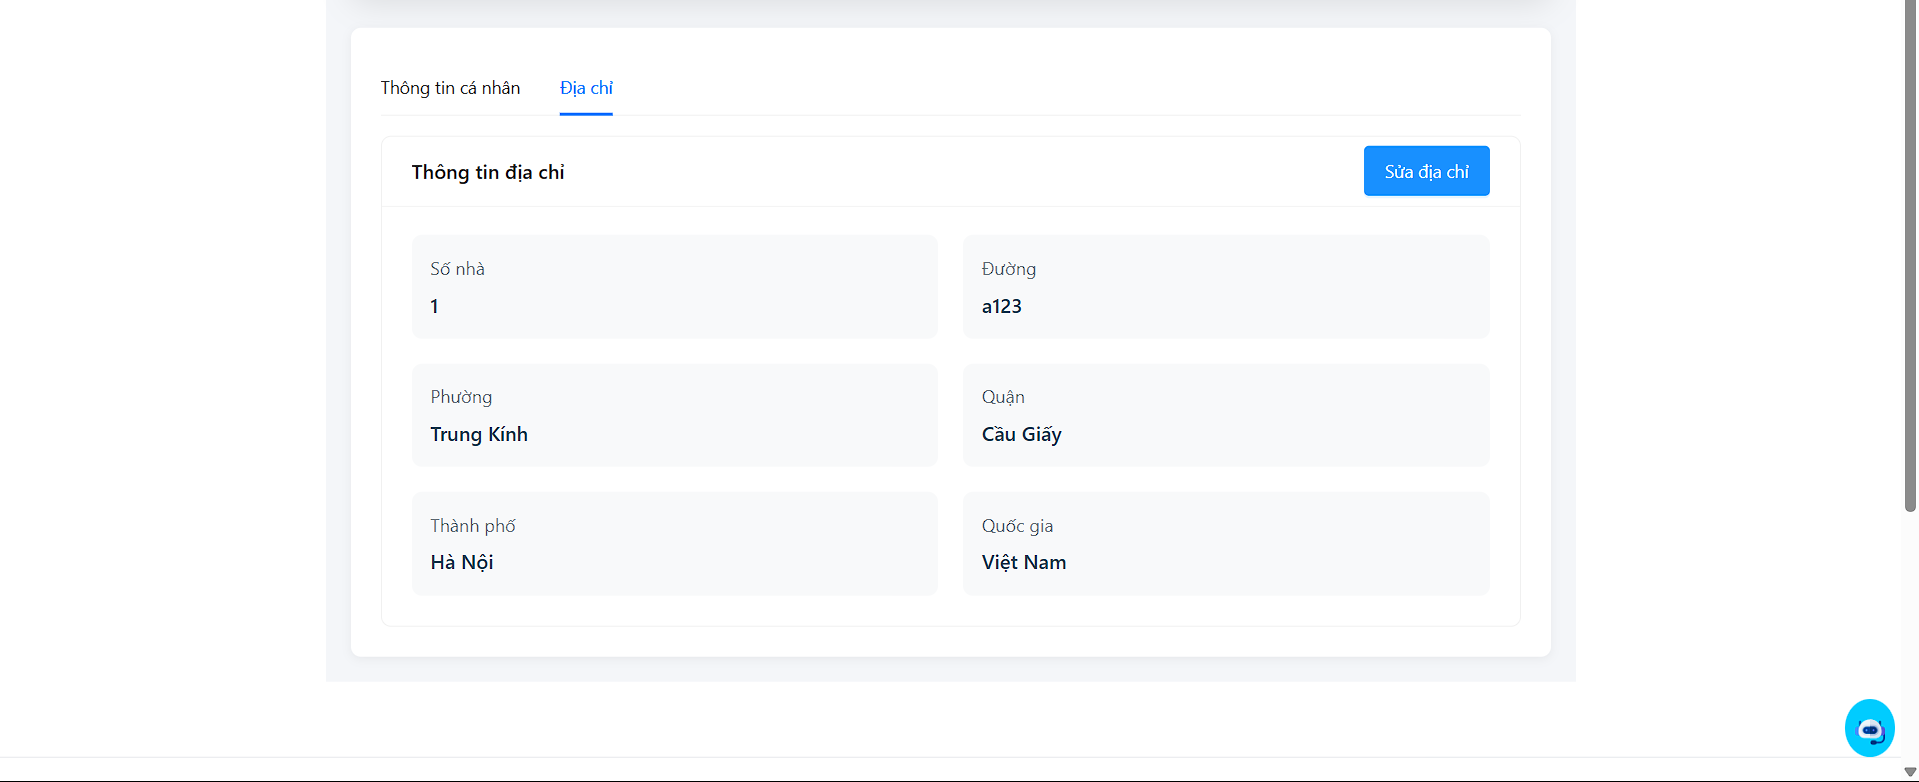 Thông tin cá nhân
Địa chỉ
Thông tin địa chỉ
Sửa địa chỉ
Số nhà
1
Đường
a123
Phường
Trung Kính
Quận
Cầu Giấy
Thành phố
Hà Nội
Quốc gia
Việt Nam